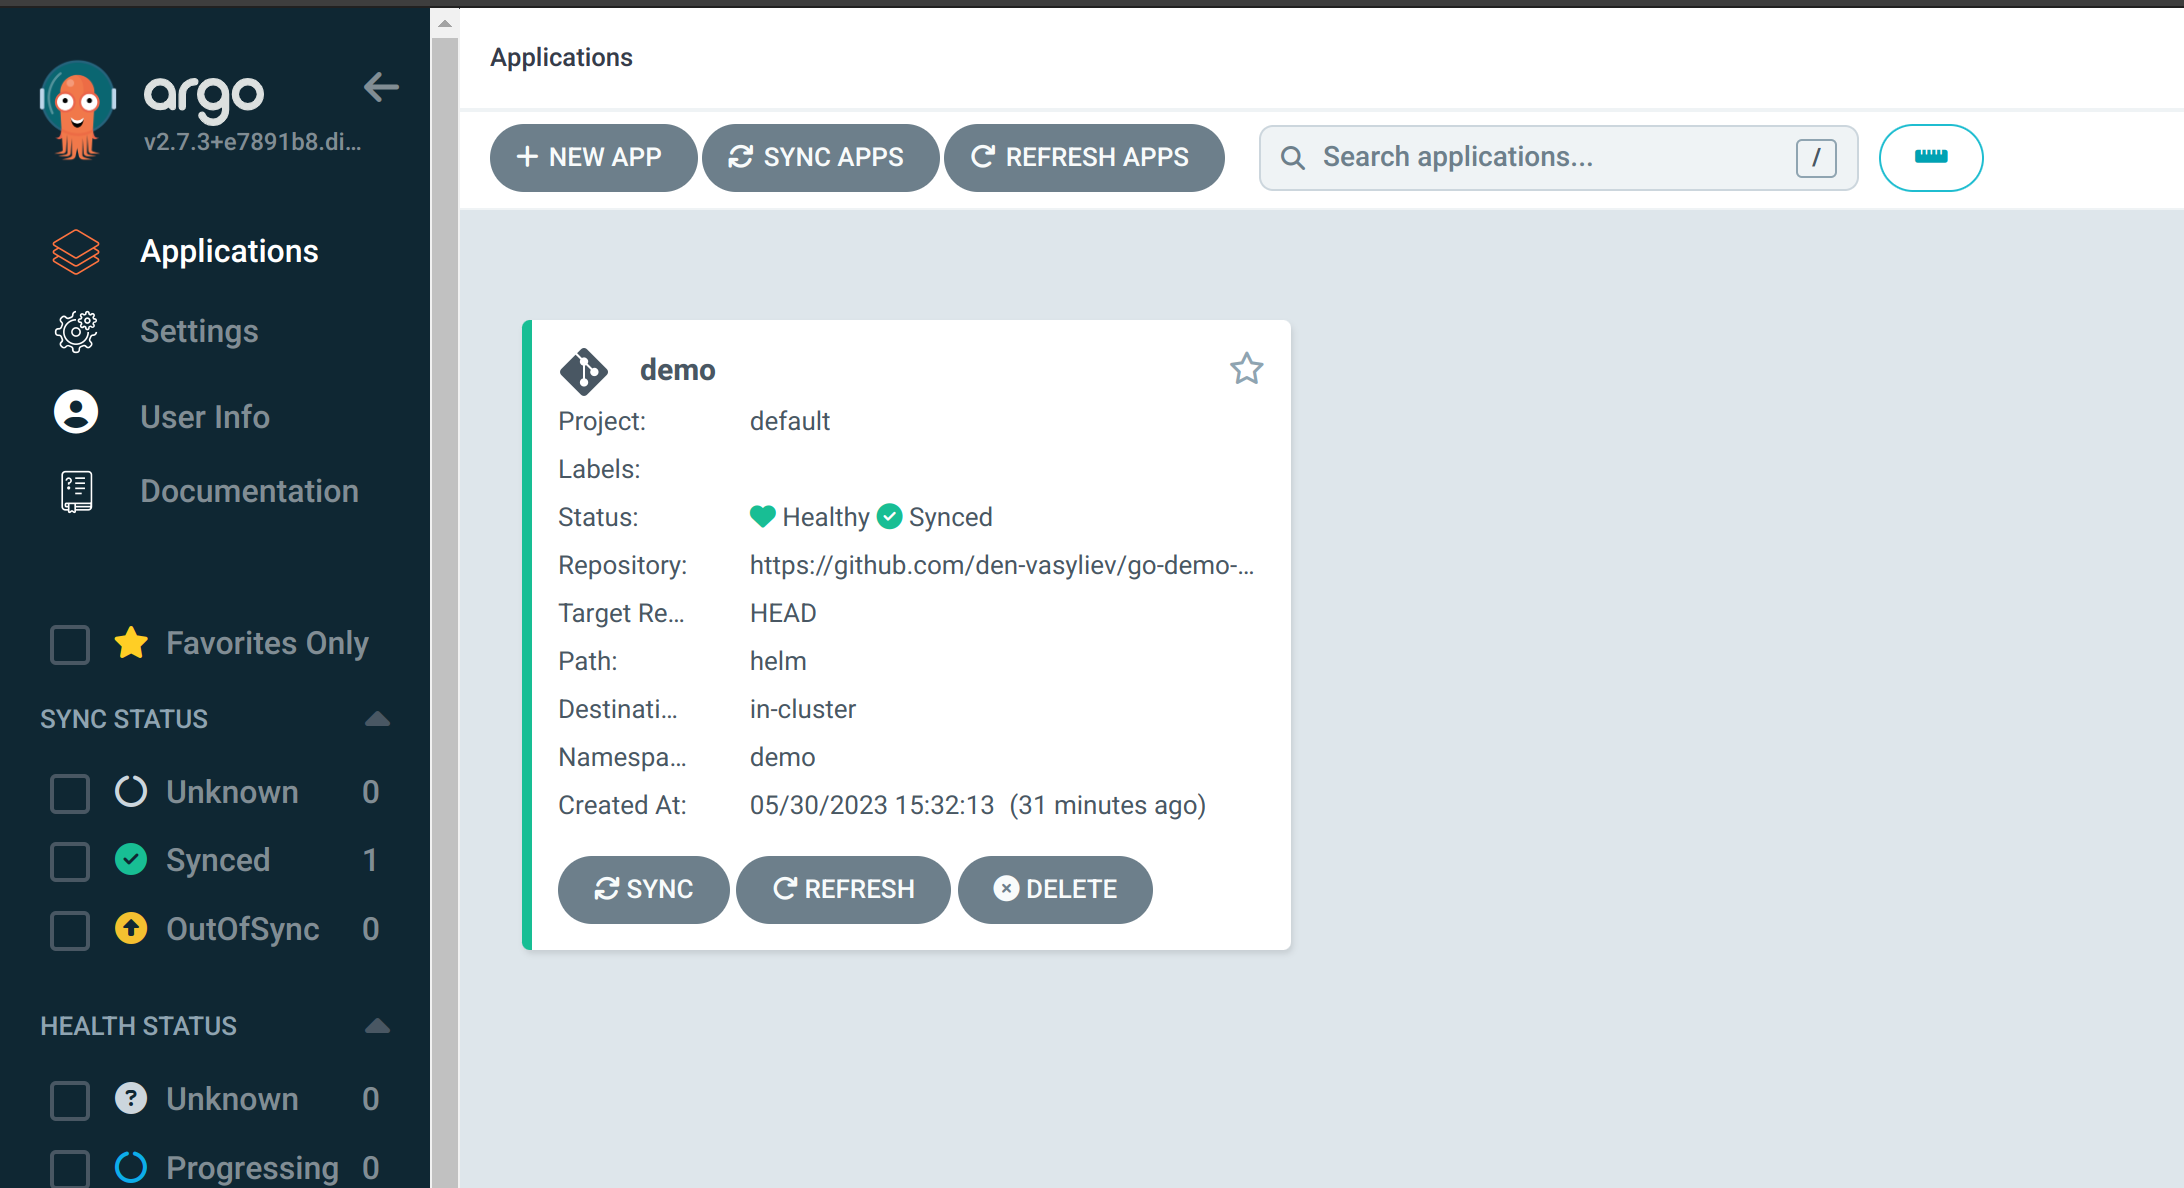 argo
v2.7.3+e7891b8.di...
Applications
Settings
User Info
Documentation
Favorites Only
SYNC STATUS
Unknown 0
Synced 1
OutOfSync 0
HEALTH STATUS
? Unknown 0
Progressing 0
Applications
+ NEW APP SYNC APPS REFRESH APPS Search applications... /
demo
Project: default
Labels:
Status: Healthy Synced
Repository: https://github.com/den-vasyliev/go-demo-...
Target Re... HEAD
Path: helm
Destinati... in-cluster
Namespa... demo
Created At: 05/30/2023 15:32:13 (31 minutes ago)
SYNC REFRESH DELETE